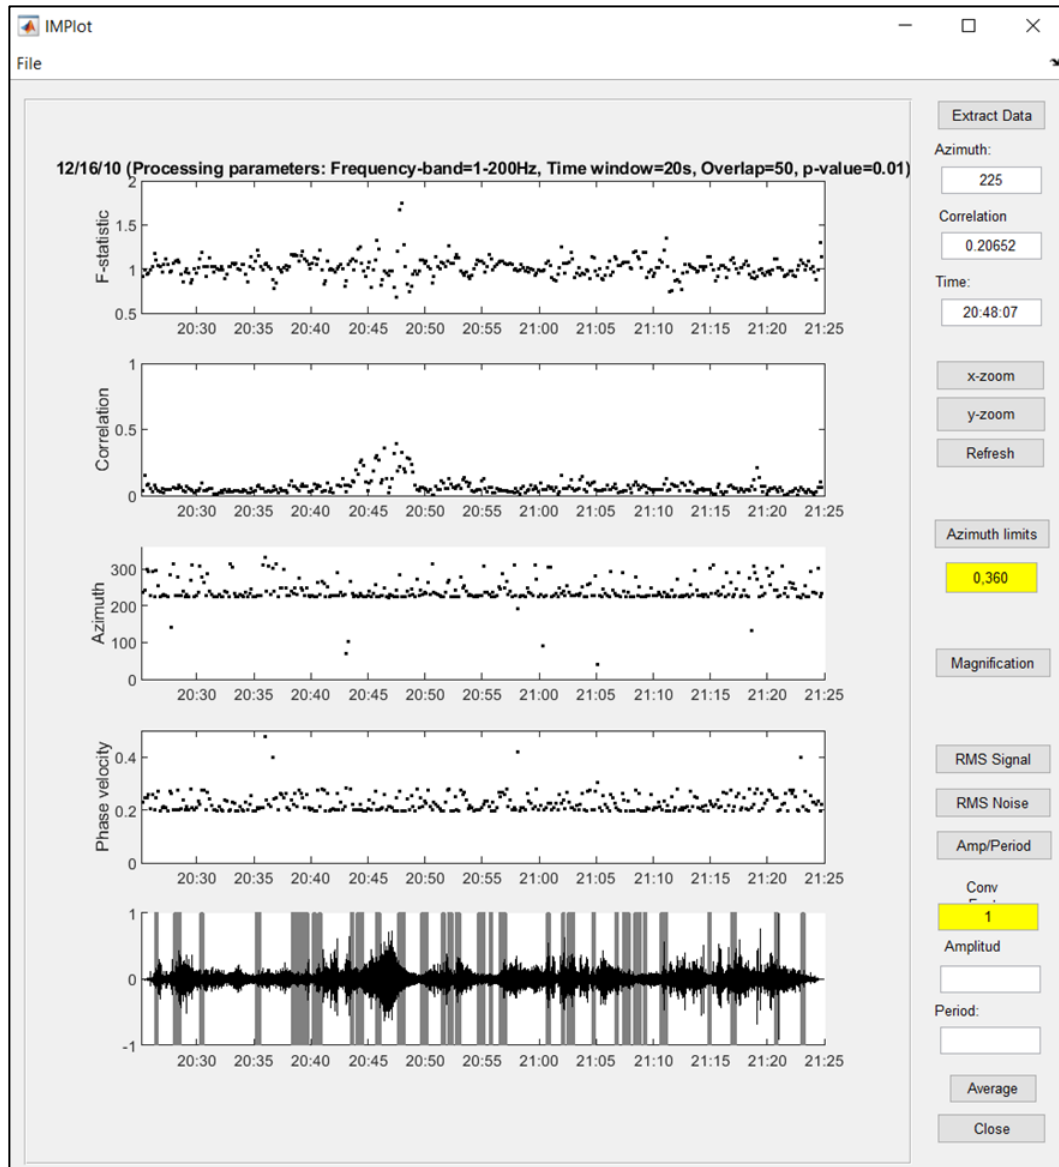 IMPlot
File
12/16/10 (Processing parameters: Frequency-band=1-200Hz, Time window=20s, Overlap=50, p-value=0.01)
F-statistic
2
1.5
1
0.5
20:30 20:35 20:40 20:45 20:50 20:55 21:00 21:05 21:10 21:15 21:20 21:25
Correlation
1
0.5
0
20:30 20:35 20:40 20:45 20:50 20:55 21:00 21:05 21:10 21:15 21:20 21:25
Azimuth
300
200
100
0
20:30 20:35 20:40 20:45 20:50 20:55 21:00 21:05 21:10 21:15 21:20 21:25
Phase velocity
0.4
0.2
0
20:30 20:35 20:40 20:45 20:50 20:55 21:00 21:05 21:10 21:15 21:20 21:25
1
0
-1
20:30 20:35 20:40 20:45 20:50 20:55 21:00 21:05 21:10 21:15 21:20 21:25
Extract Data
Azimuth:
225
Correlation
0.20652
Time:
20:48:07
x-zoom
y-zoom
Refresh
Azimuth limits
0,360
Magnification
RMS Signal
RMS Noise
Amp/Period
Conv
1
Amplitud
Period:
Average
Close